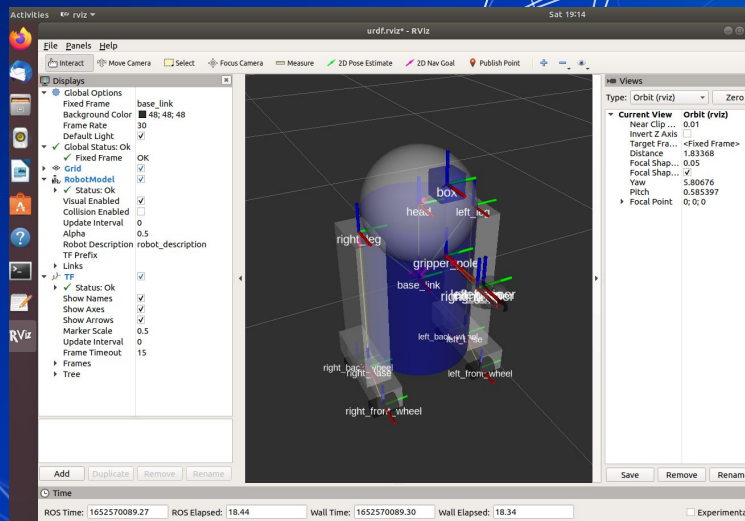 Activities rviz Sat 19:14
urdf.rviz* - RViz
File Panels Help
Interact Move Camera Select Focus Camera Measure 2D Pose Estimate 2D Nav Goal Publish Point
Displays
Global Options
Fixed Frame base_link
Background Color 48; 48; 48
Frame Rate 30
Default Light
Global Status: Ok
Fixed Frame OK
Grid
RobotModel
Status: Ok
Visual Enabled
Collision Enabled
Update Interval 0
Alpha 0.5
Robot Description robot_description
TF Prefix
Links
TF
Status: Ok
Show Names
Show Axes
Show Arrows
Marker Scale 0.5
Update Interval 0
Frame Timeout 15
Frames
Tree
Add Duplicate Remove Rename
box
head left_leg
right_leg
gripper_pole
base_link
right_back_wheel
left_front_wheel
right_front_wheel
Views
Type: Orbit (rviz) Zero
Current View Orbit (rviz)
Near Clip ... 0.01
Invert Z Axis
Target Fra... <Fixed Frame>
Distance 1.83368
Focal Shap... 0.05
Focal Shap...
Yaw 5.80676
Pitch 0.585397
Focal Point 0; 0; 0
Save Remove Rename
Time
ROS Time: 1652570089.27 ROS Elapsed: 18.44 Wall Time: 1652570089.30 Wall Elapsed: 18.34 Experimenta
RViz